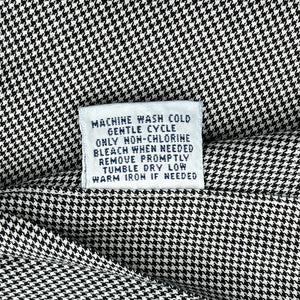 MACHINE WASH COLD
GENTLE CYCLE
ONLY NON-CHLORINE
BLEACH WHEN NEEDED
REMOVE PROMPTLY
TUMBLE DRY LOW
WARM IRON IF NEEDED